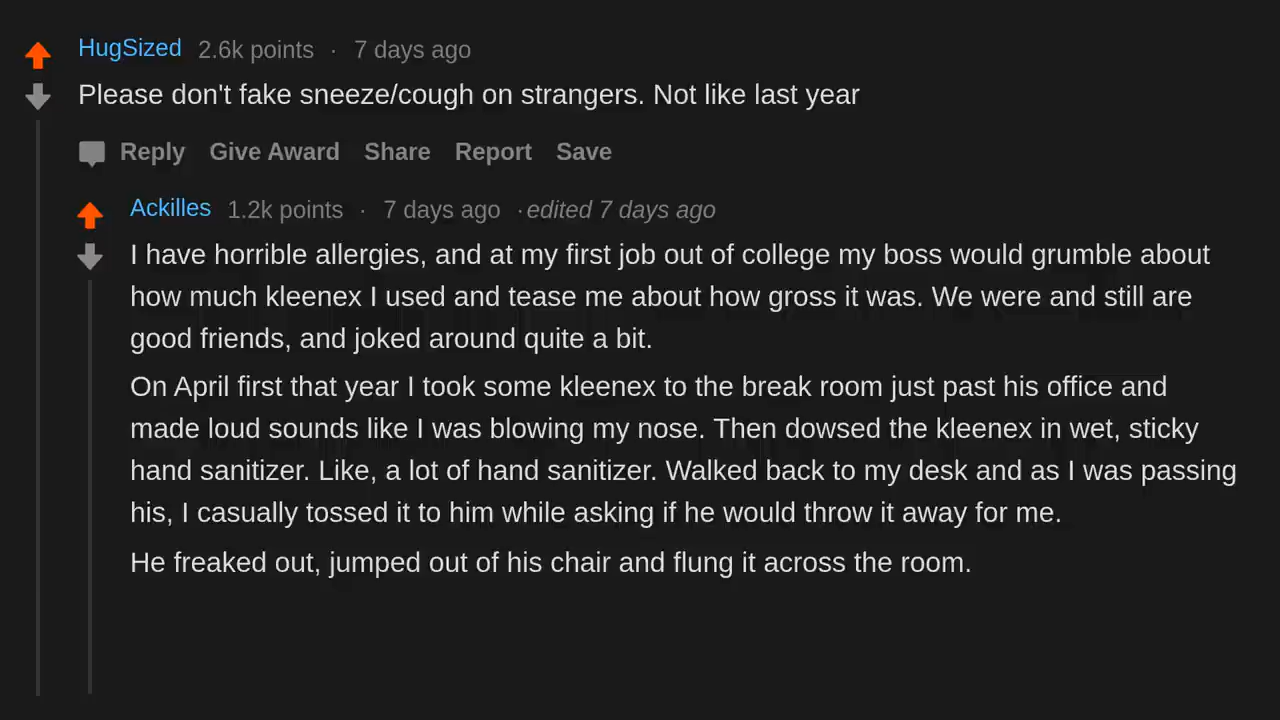 HugSized 2.6k points · 7 days ago
Please don't fake sneeze/cough on strangers. Not like last year
Reply Give Award Share Report Save
Ackilles 1.2k points · 7 days ago · edited 7 days ago
I have horrible allergies, and at my first job out of college my boss would grumble about
how much kleenex I used and tease me about how gross it was. We were and still are
good friends, and joked around quite a bit.
On April first that year I took some kleenex to the break room just past his office and
made loud sounds like I was blowing my nose. Then dowsed the kleenex in wet, sticky
hand sanitizer. Like, a lot of hand sanitizer. Walked back to my desk and as I was passing
his, I casually tossed it to him while asking if he would throw it away for me.
He freaked out, jumped out of his chair and flung it across the room.